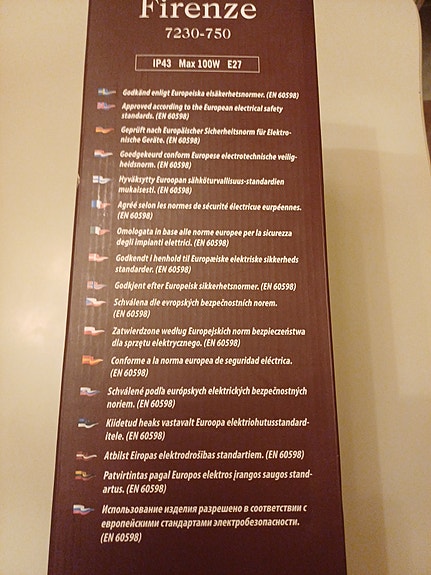 Firenze
7230-750
IP43 Max 100W E27
Godkänd enligt Europeiska elsäkerhetsnormer. (EN 60598)
Approved according to the European electrical safety
standards. (EN 60598)
Geprüft nach Europäischer Sicherheitsnorm für Elektro-
nische Geräte. (EN 60598)
Goedgekeurd conform Europese electrotechnische veilig-
heidsnorm. (EN 60598)
Hyväksytty Euroopan sähköturvallisuus-standardien
mukaisesti. (EN 60598)
Agréé selon les normes de sécurité électricue eurpéennes.
(EN 60598)
Omologata in base alle norme europee per la sicurezza
degli impianti elettrici. (EN 60598)
Godkendt i henhold til Europæiske elektriske sikkerheds
standarder. (EN 60598)
Godkjent efter Europeisk sikkerhetsnormer. (EN 60598)
Schválena dle evropských bezpečnostních norem.
(EN 60598)
Zatwierdzone według Europejskich norm bezpieczeństwa
dla sprzętu elektrycznego. (EN 60598)
Conforme a la norma europea de seguridad eléctrica.
(EN 60598)
Schválené podľa európskych elektrických bezpečnostných
noriem. (EN 60598)
Kiidetud heaks vastavalt Euroopa elektriohutusstandard-
itele. (EN 60598)
Atbilst Eiropas elektrodrošības standartiem. (EN 60598)
Patvirtintas pagal Europos elektros įrangos saugos stand-
artus. (EN 60598)
Использование изделия разрешено в соответствии с
европейскими стандартами электробезопасности.
(EN 60598)